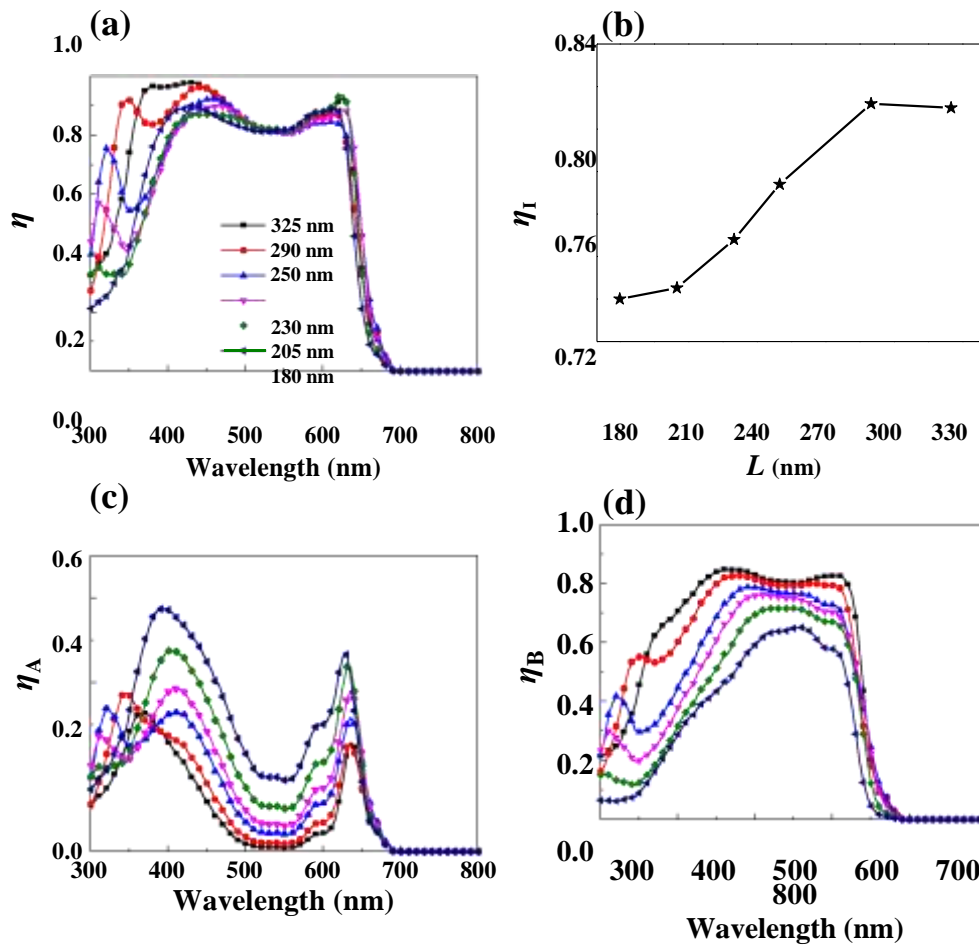 (a)
1.0
0.8
0.6
0.4
0.2
0.0
η
325 nm
290 nm
250 nm
230 nm
205 nm
180 nm
300 400 500 600 700 800
Wavelength (nm)
(b)
0.84
0.80
0.76
0.72
ηI
180 210 240 270 300 330
L (nm)
(c)
0.6
0.4
0.2
0.0
ηA
300 400 500 600 700 800
Wavelength (nm)
(d)
1.0
0.8
0.6
0.4
0.2
0.0
ηB
300 400 500 600 700
800
Wavelength (nm)